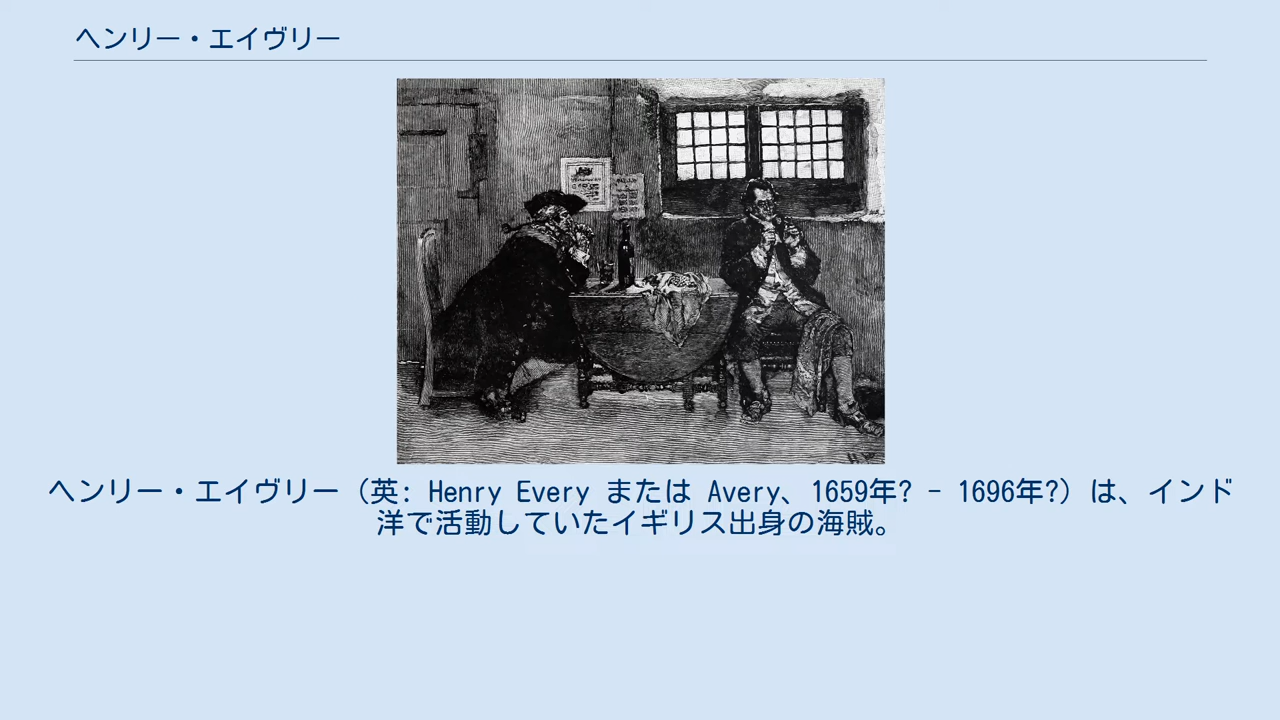 ヘンリー・エイヴリー
ヘンリー・エイヴリー（英: Henry Every または Avery、1659年? - 1696年?）は、インド
洋で活動していたイギリス出身の海賊。